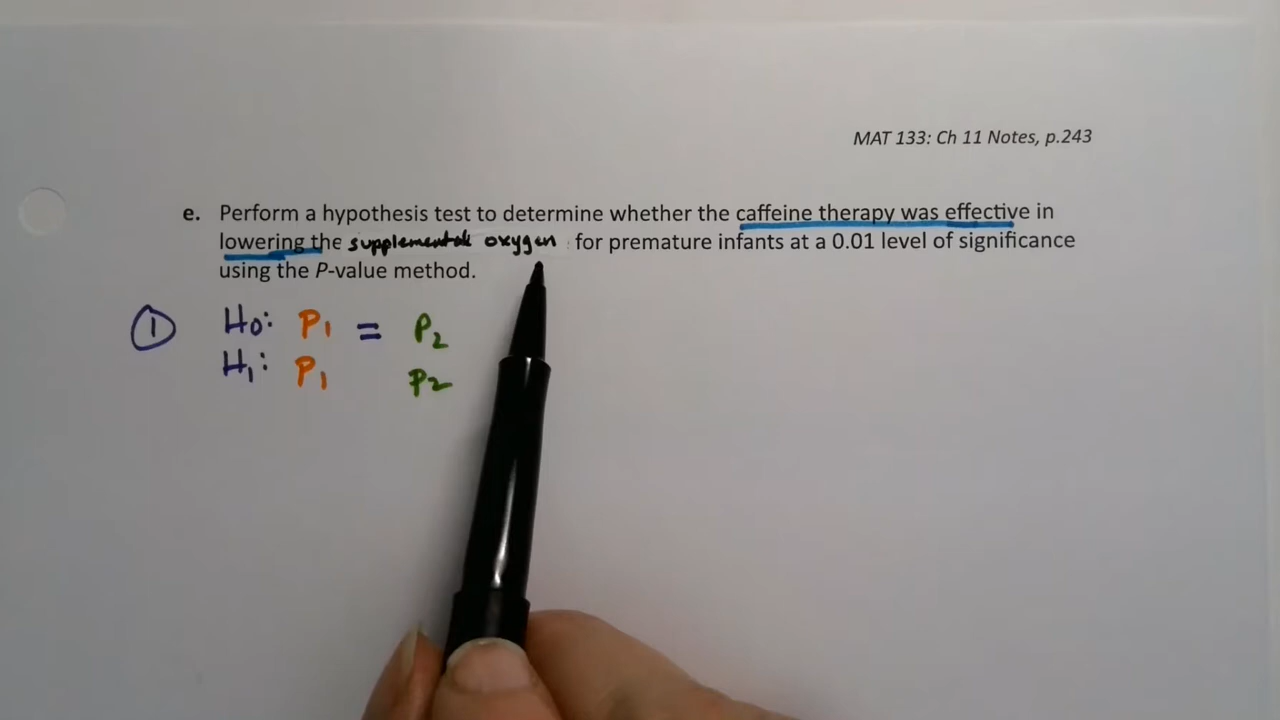 MAT 133: Ch 11 Notes, p.243
e. Perform a hypothesis test to determine whether the caffeine therapy was effective in
lowering the supplemental oxygen for premature infants at a 0.01 level of significance
using the P-value method.
① H₀: P₁ = P₂
H₁: P₁ P₂